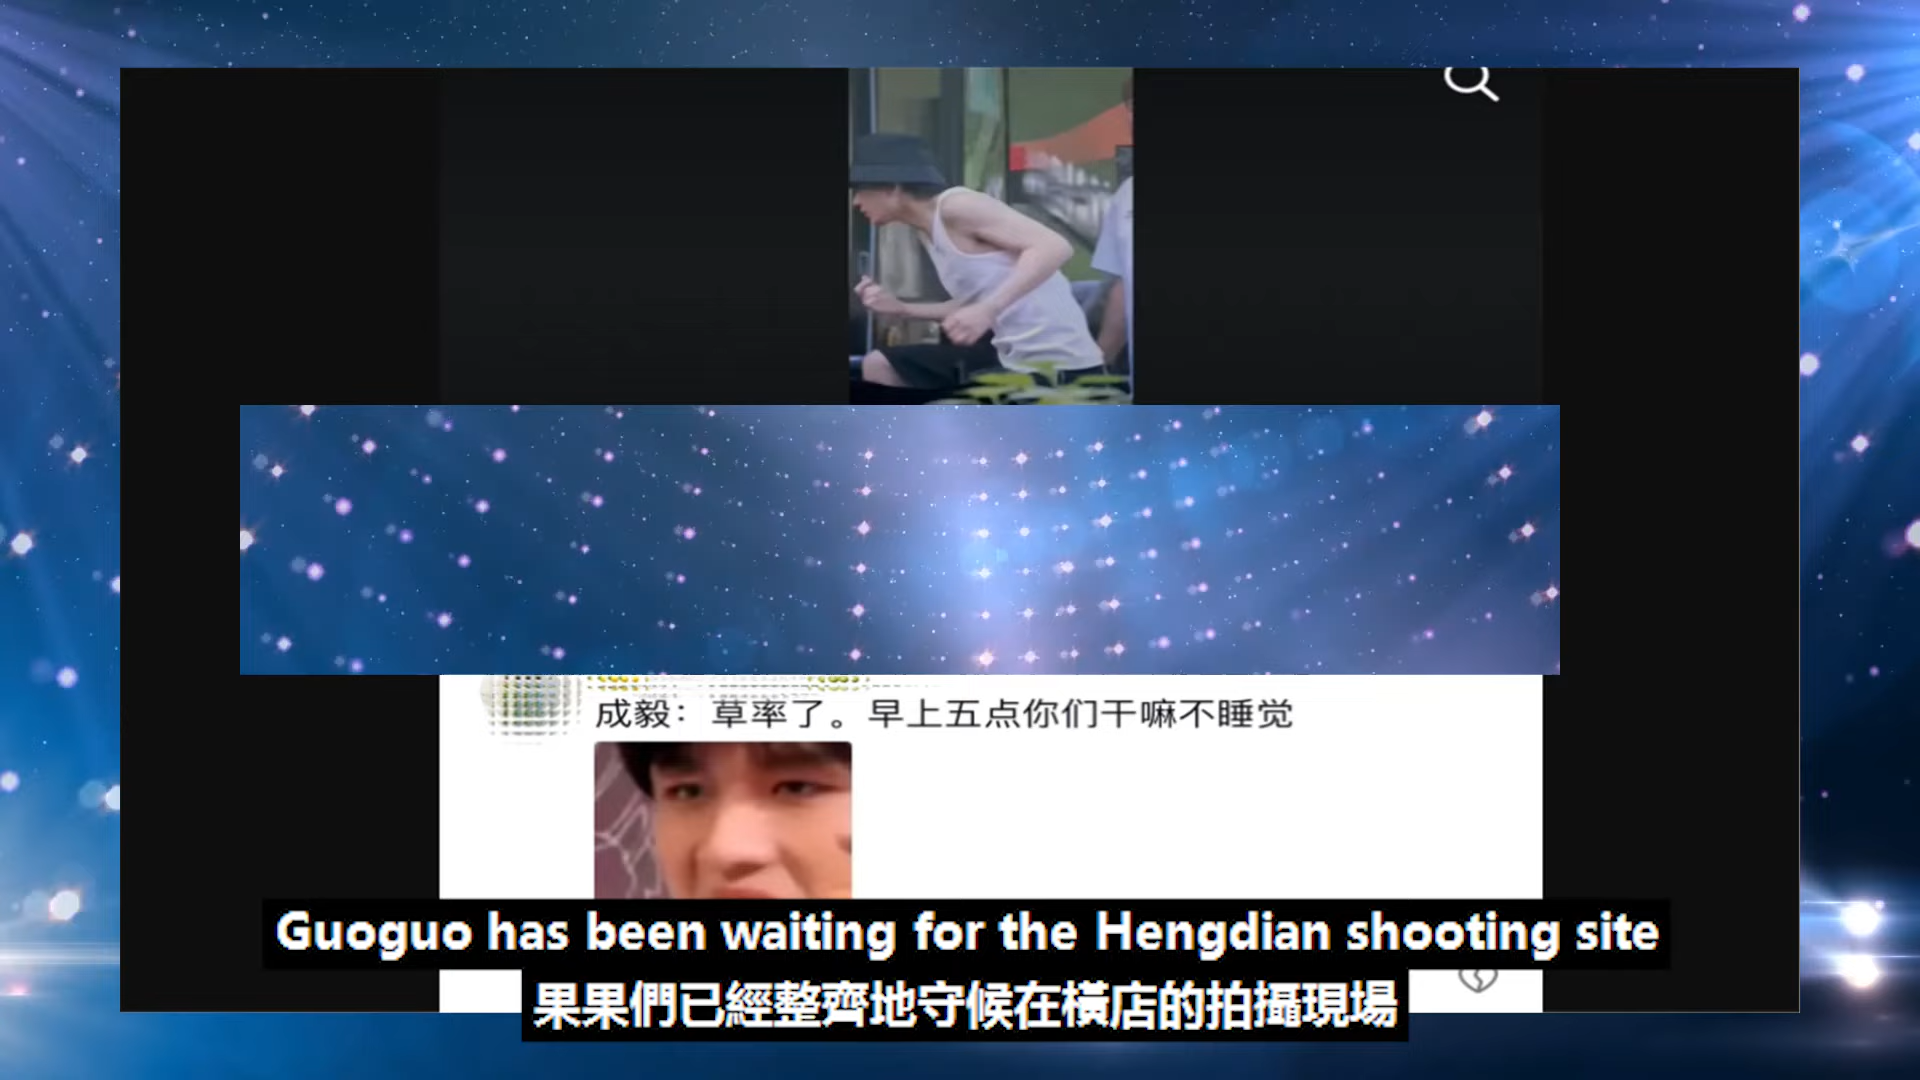 成毅：草率了。早上五点你们干嘛不睡觉
Guoguo has been waiting for the Hengdian shooting site
果果們已經整齊地守候在橫店的拍攝現場